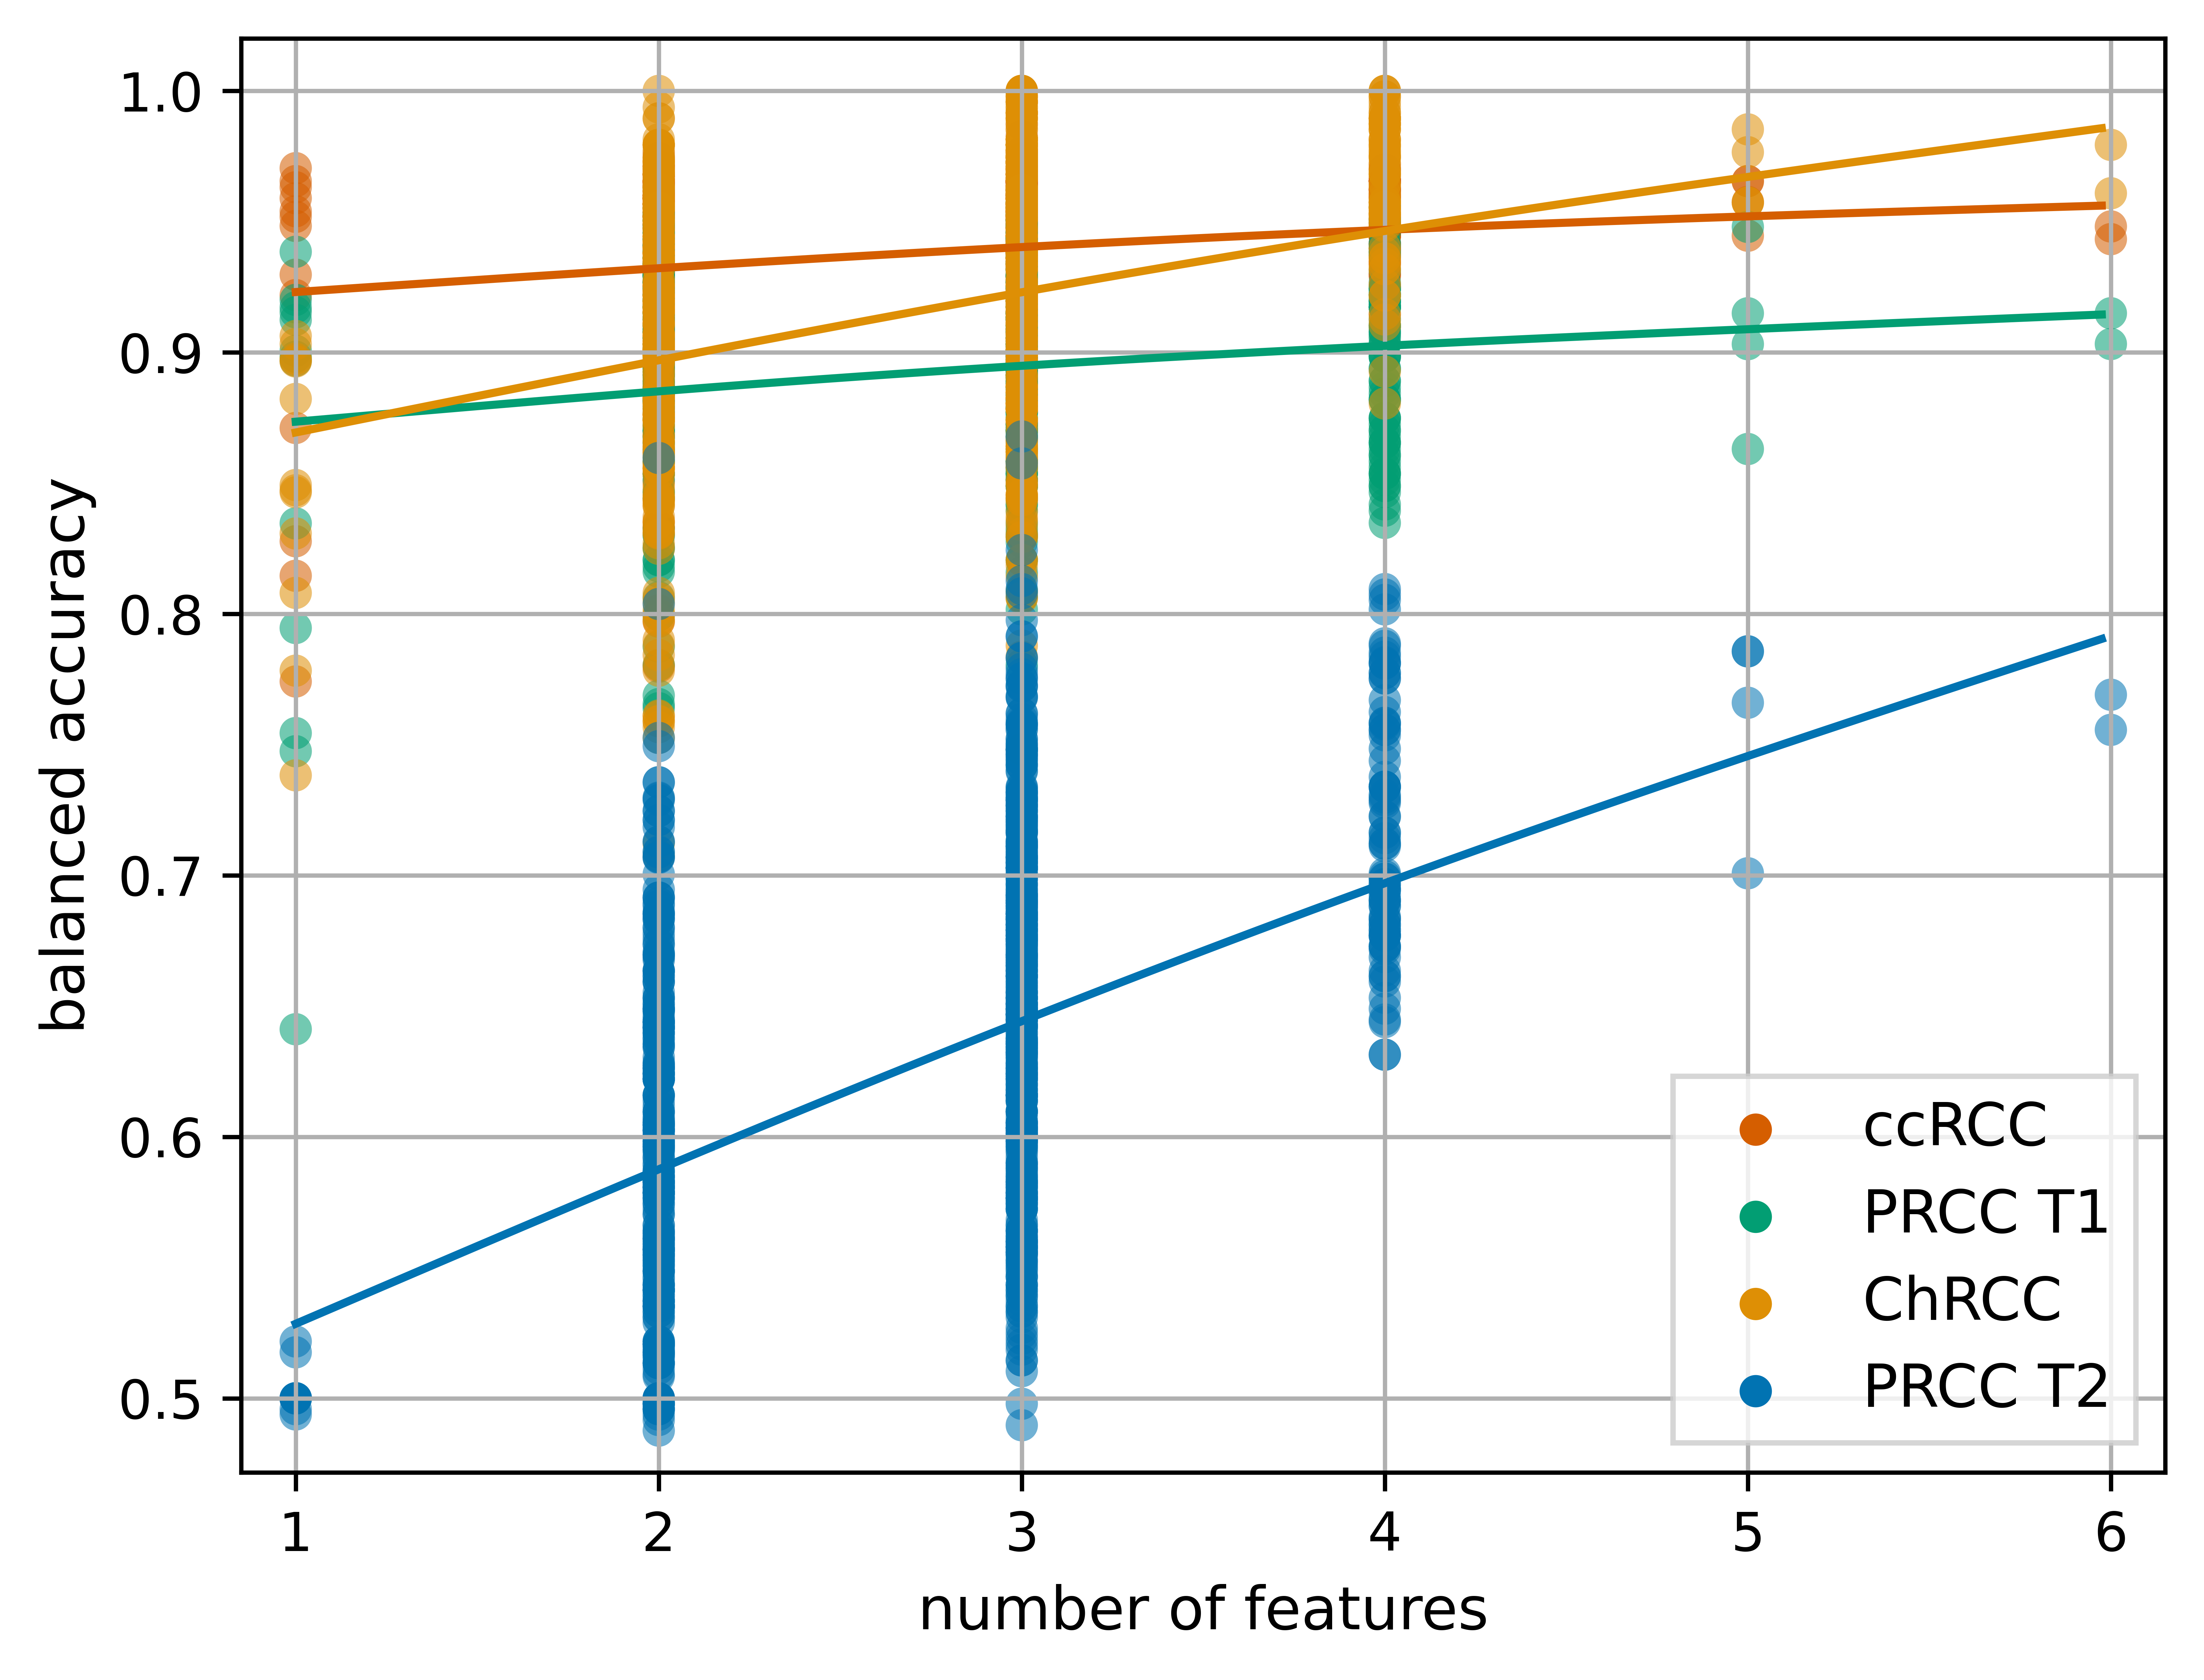 1.0
0.9
0.8
0.7
0.6
0.5
balanced accuracy
ccRCC
PRCC T1
ChRCC
PRCC T2
1 2 3 4 5 6
number of features